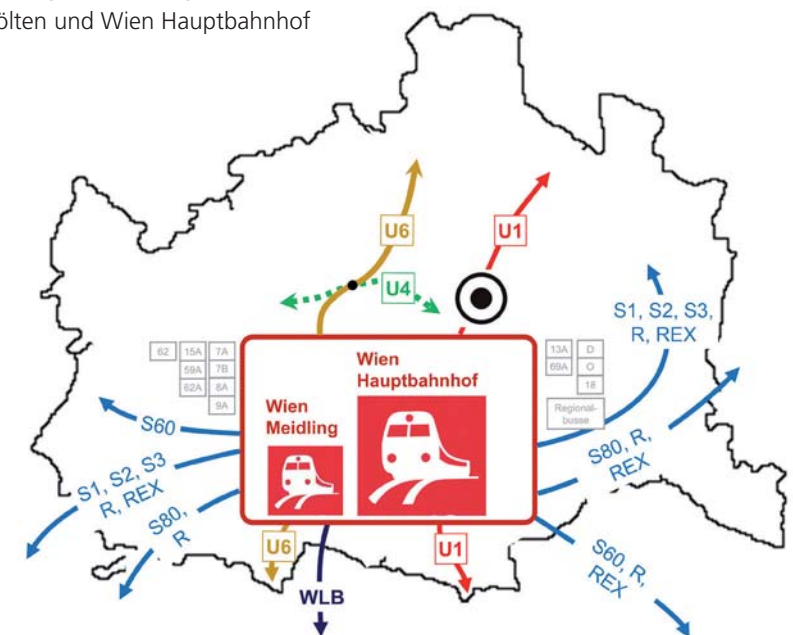 ölten und Wien Hauptbahnhof
U6
U1
U4
S1, S2, S3,
R, REX
62
15A
7A
59A
7B
62A
8A
9A
13A
D
69A
O
18
Regional-
busse
Wien
Hauptbahnhof
Wien
Meidling
S60
S1, S2, S3
R, REX
S80,
R
S80, R,
REX
S60, R,
REX
U6
U1
WLB